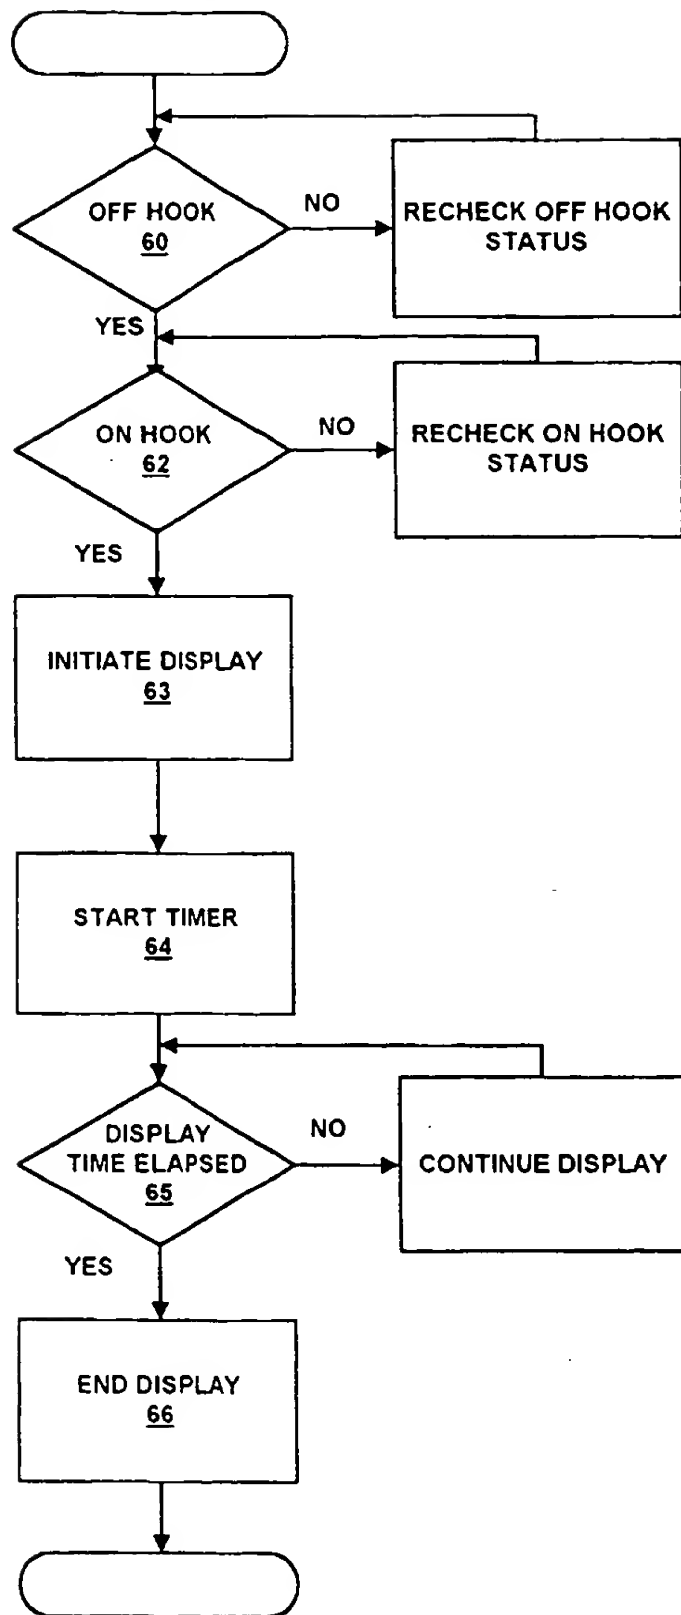 OFF HOOK
60
NO
RECHECK OFF HOOK
STATUS
YES
ON HOOK
62
NO
RECHECK ON HOOK
STATUS
YES
INITIATE DISPLAY
63
START TIMER
64
DISPLAY
TIME ELAPSED
65
NO
CONTINUE DISPLAY
YES
END DISPLAY
66